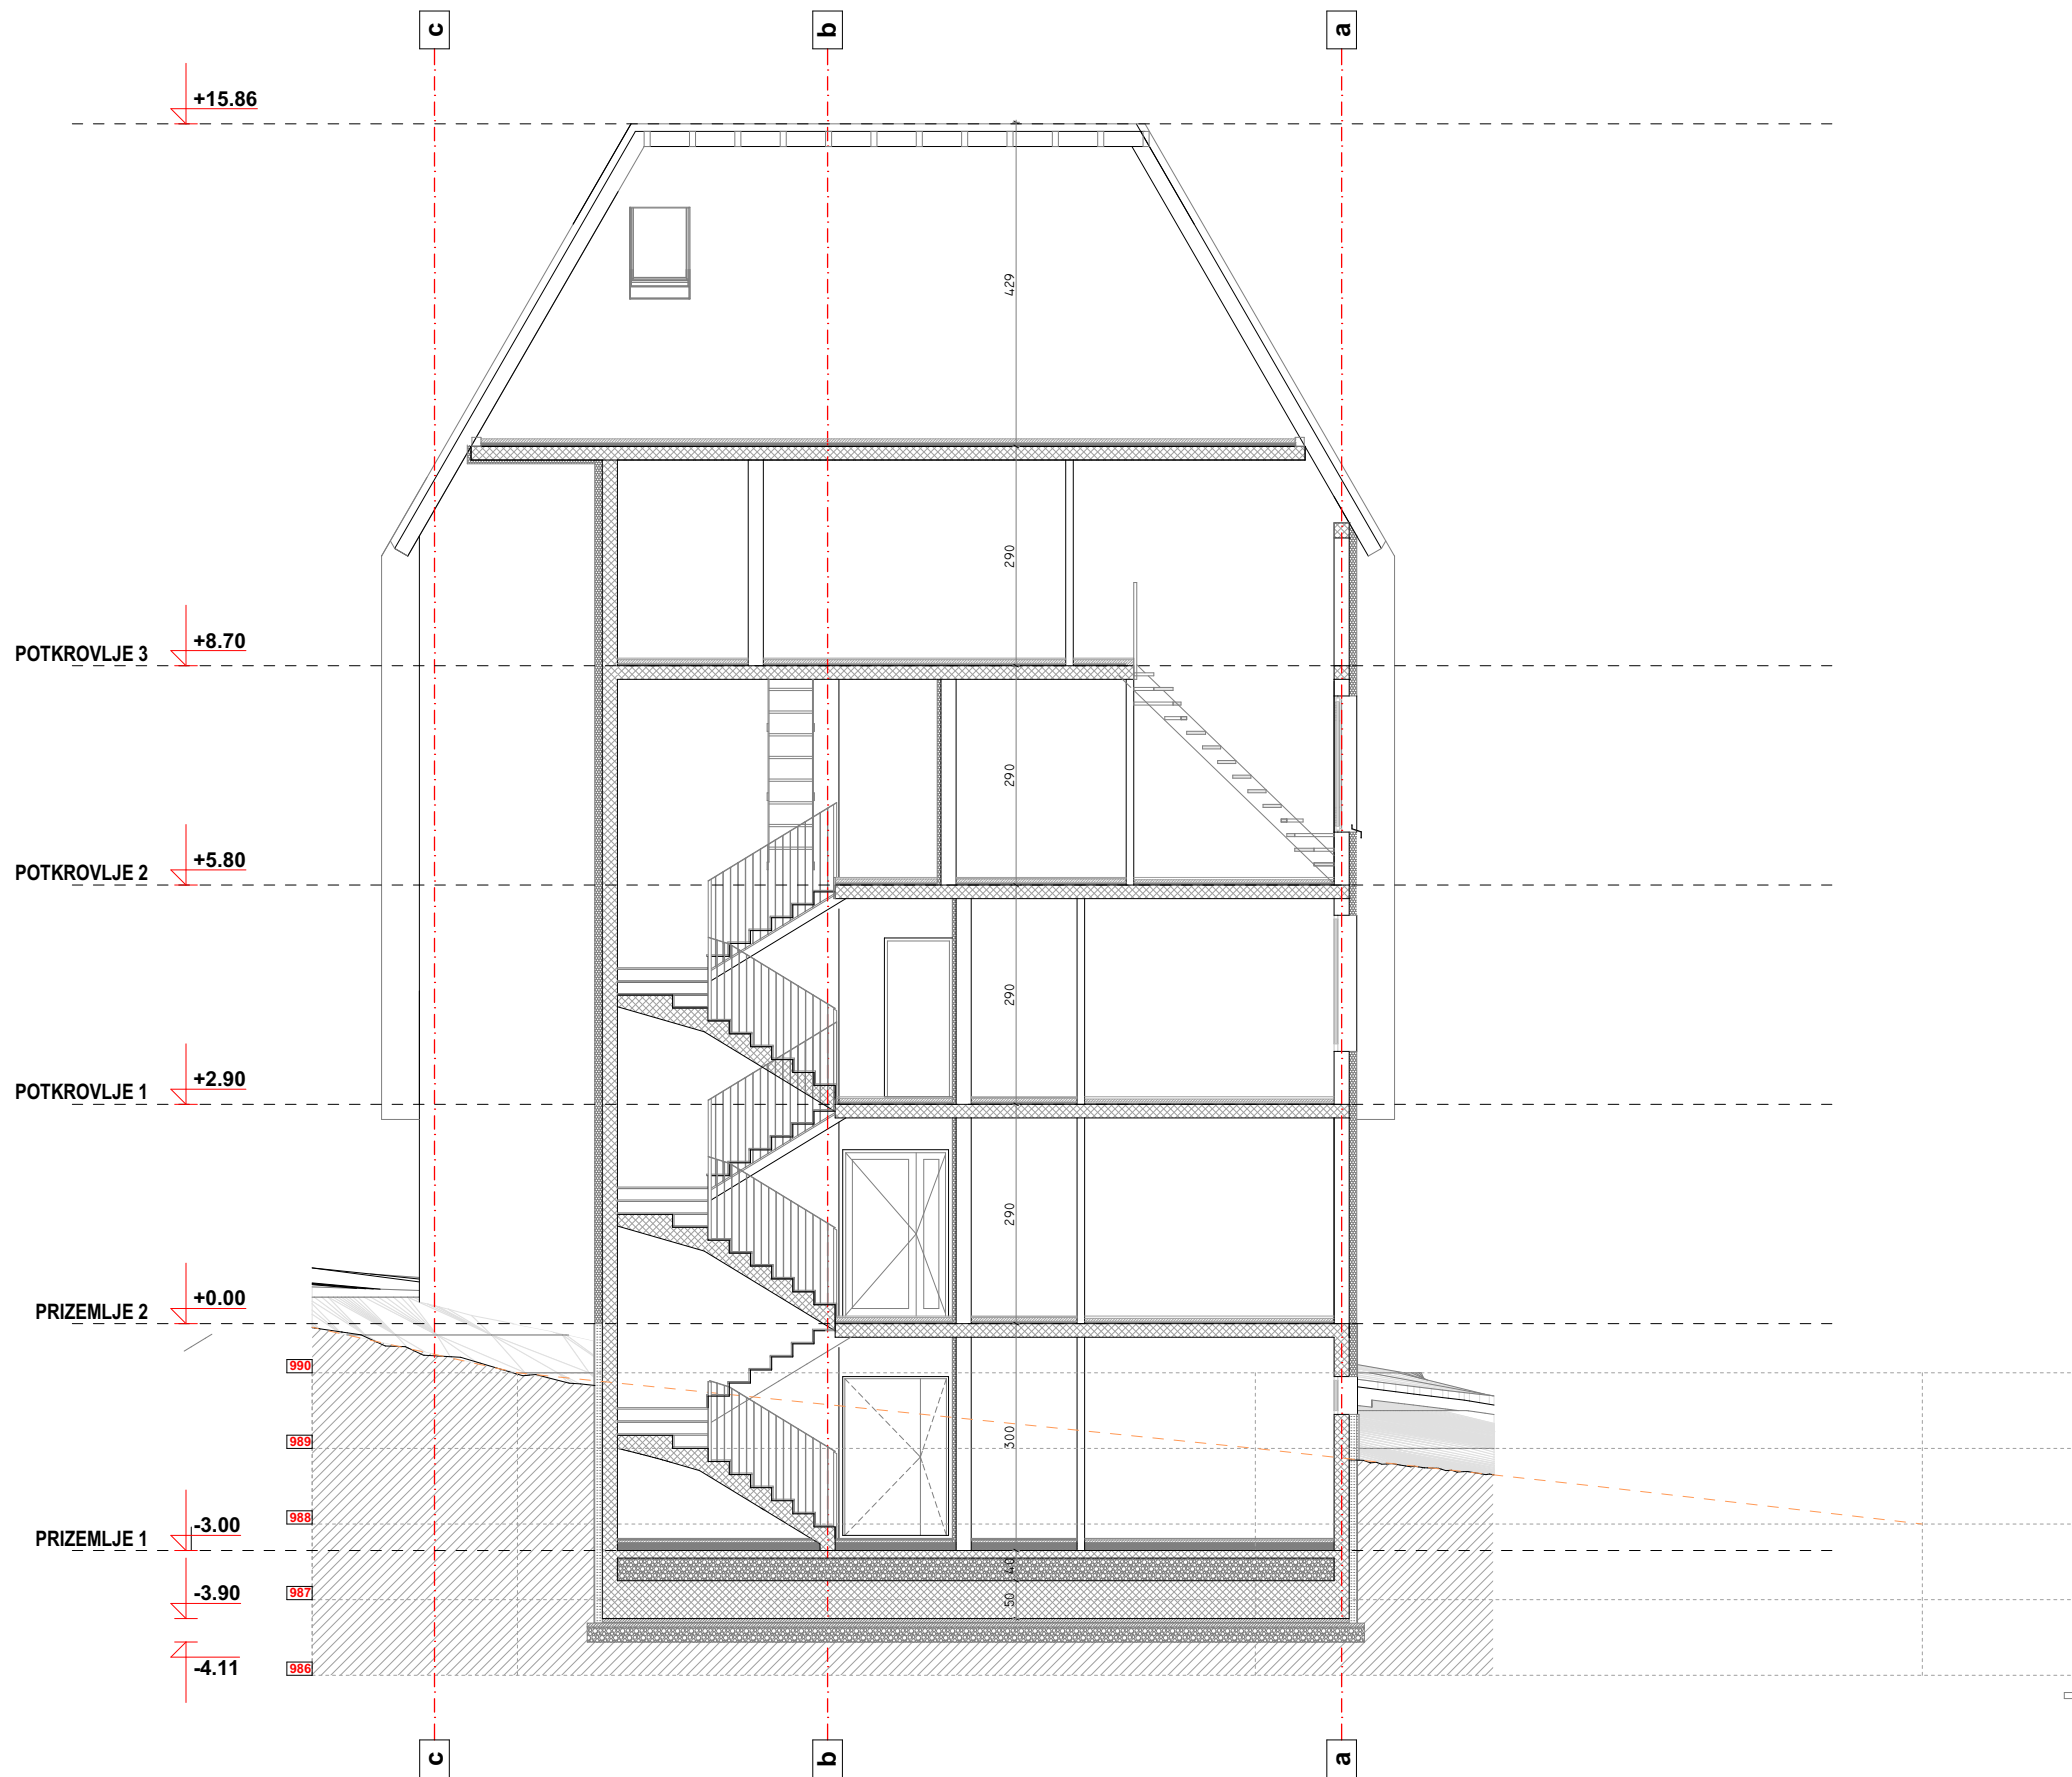 c b a
+15.86
429
290
POTKROVLJE 3 +8.70
290
POTKROVLJE 2 +5.80
290
POTKROVLJE 1 +2.90
290
PRIZEMLJE 2 +0.00
990
989
300
988
PRIZEMLJE 1 -3.00
40
987
-3.90
50
986
-4.11
c b a